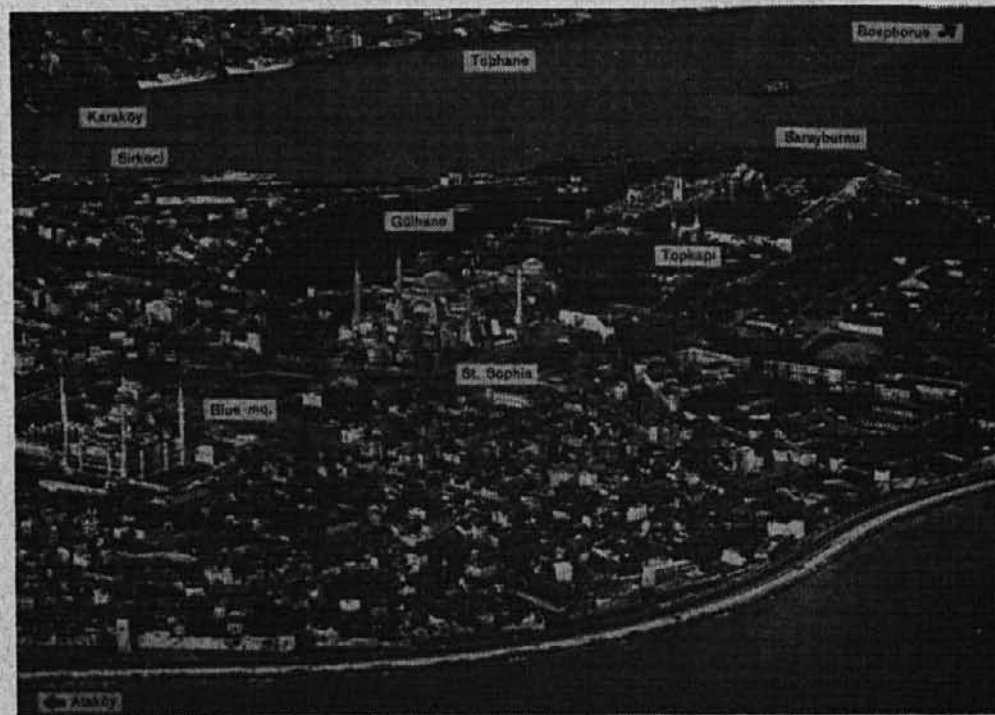 Bosphorus
Tophane
Karaköy
Sarayburnu
Sirkeci
Gülhane
Topkapı
St. Sophia
Blue mq.
Ataköy